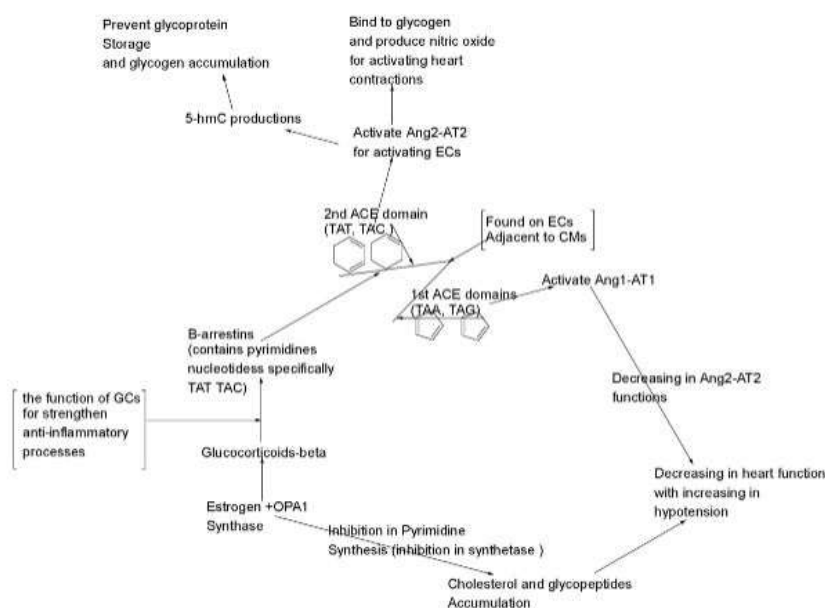 Prevent glycoprotein
Storage
and glycogen accumulation
Bind to glycogen
and produce nitric oxide
for activating heart
contractions
5-hmC productions
Activate Ang2-AT2
for activating ECs
2nd ACE domain
(TAT, TAC )
Found on ECs
Adjacent to CMs
1st ACE domains
(TAA, TAG)
Activate Ang1-AT1
B-arrestins
(contains pyrimidines
nucleotidess specifically
TAT TAC)
Decreasing in Ang2-AT2
functions
the function of GCs
for strengthen
anti-inflammatory
processes
Glucocorticoids-beta
Decreasing in heart function
with increasing in
hypotension
Estrogen +OPA1
Synthase
Inhibition in Pyrimidine
Synthesis (inhibition in synthetase )
Cholesterol and glycopeptides
Accumulation